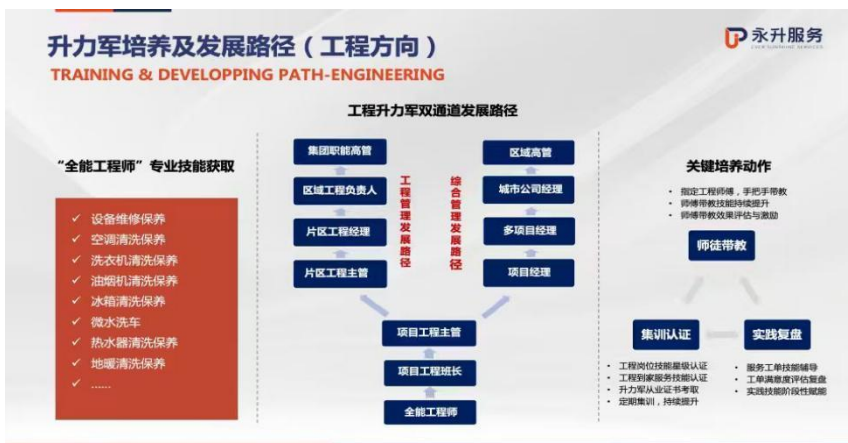 升力军培养及发展路径（工程方向）
TRAINING & DEVELOPPING PATH-ENGINEERING
永升服务
EVER SUNSHINE SERVICES
“全能工程师”专业技能获取
✓ 设备维修保养
✓ 空调清洗保养
✓ 洗衣机清洗保养
✓ 油烟机清洗保养
✓ 冰箱清洗保养
✓ 微水洗车
✓ 热水器清洗保养
✓ 地暖清洗保养
✓ ......
工程升力军双通道发展路径
集团职能高管
区域工程负责人
片区工程经理
片区工程主管
工程管理发展路径
综合管理发展路径
区域高管
城市公司经理
多项目经理
项目经理
项目工程主管
项目工程班长
全能工程师
关键培养动作
• 指定工程师傅，手把手带教
• 师傅带教技能持续提升
• 师傅带教效果评估与激励
师徒带教
集训认证
• 工程岗位技能星级认证
• 工程到家服务技能认证
• 升力军从业证书考取
• 定期集训，持续提升
实践复盘
• 服务工单技能辅导
• 工单满意度评估复盘
• 实践技能阶段性赋能